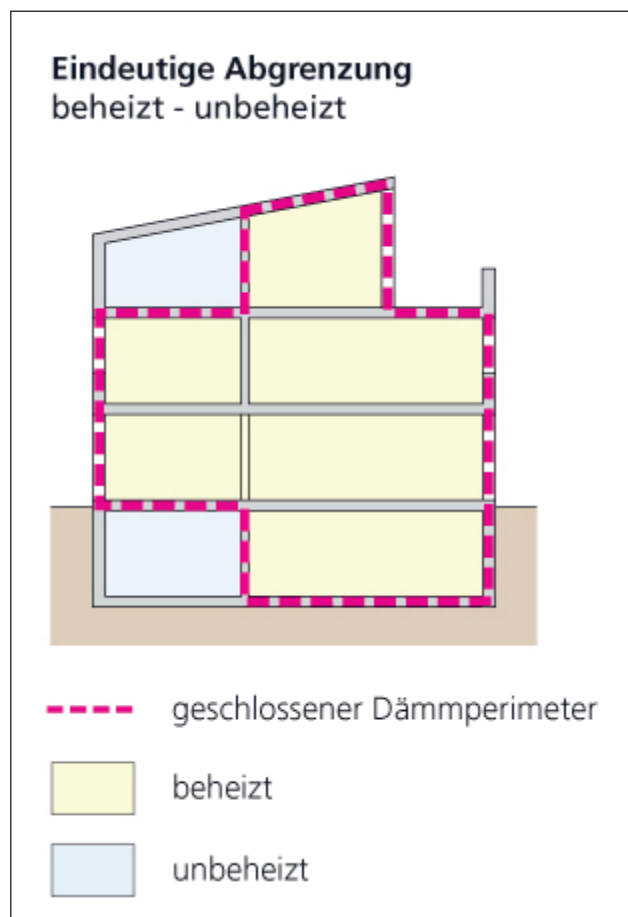 Eindeutige Abgrenzung
beheizt - unbeheizt
geschlossener Dämmperimeter
beheizt
unbeheizt